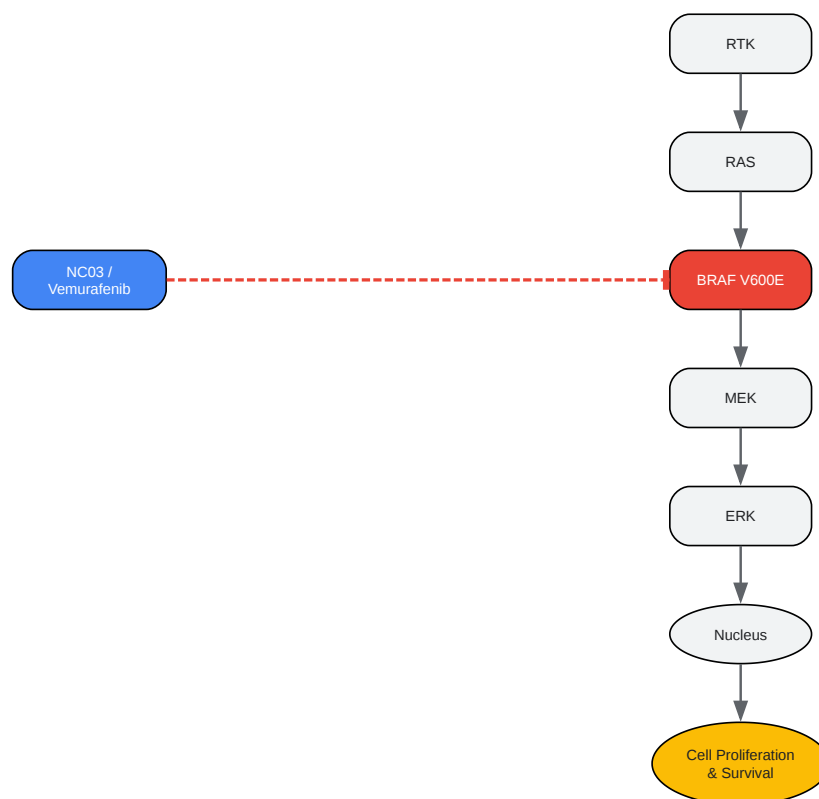 RTK
RAS
NC03 /
Vemurafenib
BRAF V600E
MEK
ERK
Nucleus
Cell Proliferation
& Survival